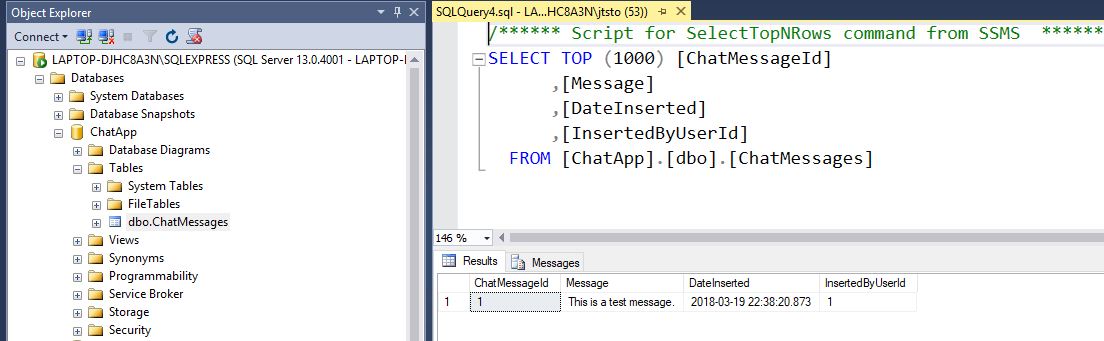 Object Explorer
Connect
LAPTOP-DJHC8A3N\SQLEXPRESS (SQL Server 13.0.4001 - LAPTOP-
Databases
System Databases
Database Snapshots
ChatApp
Database Diagrams
Tables
System Tables
FileTables
dbo.ChatMessages
Views
Synonyms
Programmability
Service Broker
Storage
Security
SQLQuery4.sql - LA...HC8A3N\jtsto (53))
/****** Script for SelectTopNRows command from SSMS ******
SELECT TOP (1000) [ChatMessageId]
,[Message]
,[DateInserted]
,[InsertedByUserId]
FROM [ChatApp].[dbo].[ChatMessages]
146 %
Results Messages
ChatMessageId Message DateInserted InsertedByUserId
1 1 This is a test message. 2018-03-19 22:38:20.873 1